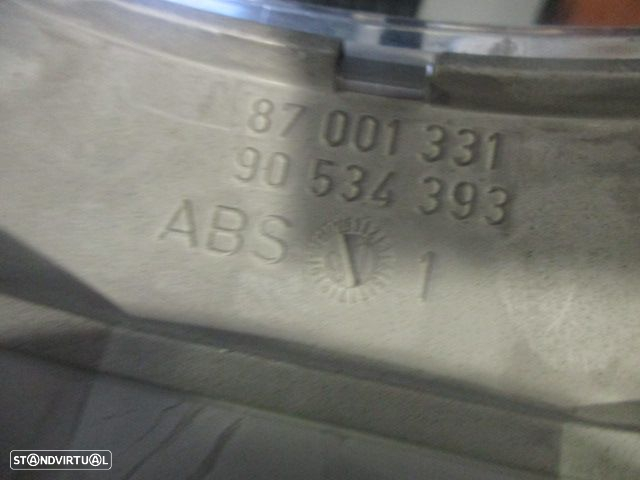 87 001 331
90 534 393
ABS 1
STANDVIRTUAL